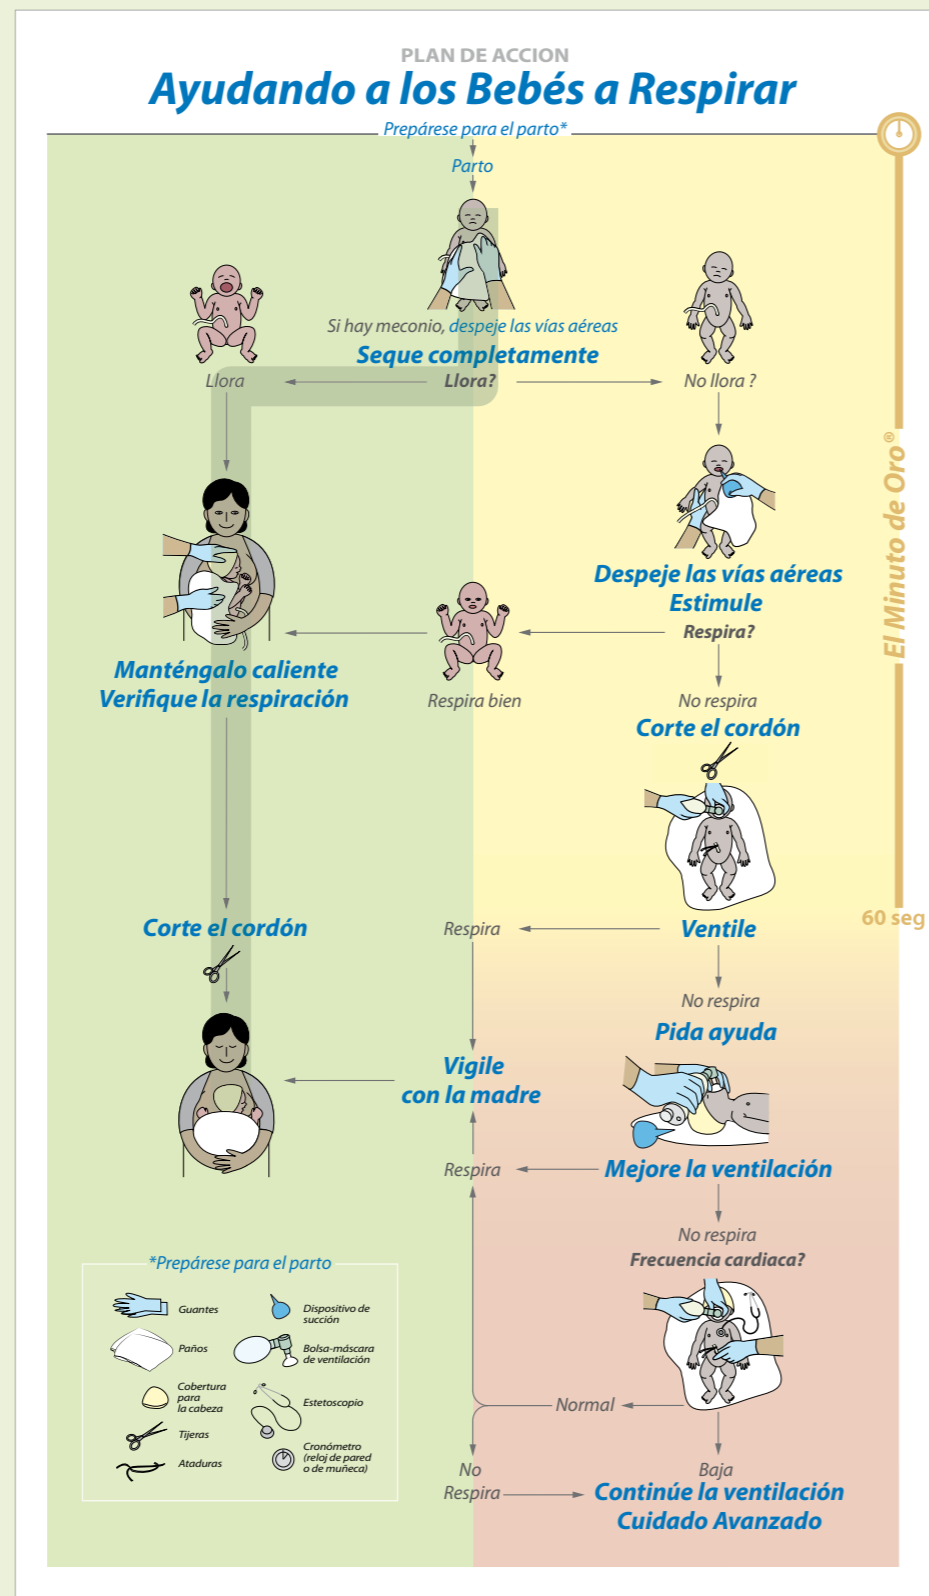 PLAN DE ACCION
Ayudando a los Bebés a Respirar
Prepárese para el parto*
Parto
Si hay meconio, despeje las vías aéreas
Seque completamente
Llora
Llora?
No llora ?
El Minuto de Oro®
Despeje las vías aéreas
Estimule
Respira?
Manténgalo caliente
Verifique la respiración
Respira bien
No respira
Corte el cordón
60 seg
Corte el cordón
Respira
Ventile
No respira
Pida ayuda
Vigile
con la madre
Respira
Mejore la ventilación
No respira
Frecuencia cardiaca?
*Prepárese para el parto
Guantes
Dispositivo de
succión
Paños
Bolsa-máscara
de ventilación
Cobertura
para
la cabeza
Estetoscopio
Tijeras
Ataduras
Cronómetro
(reloj de pared
o de muñeca)
Normal
No
Respira
Baja
Continúe la ventilación
Cuidado Avanzado